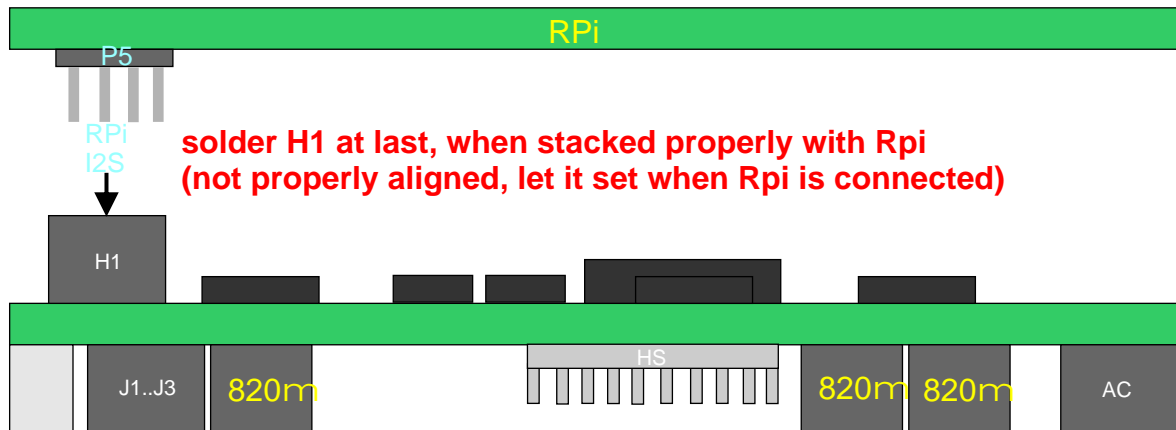 RPi
P5
RPi
I2S
solder H1 at last, when stacked properly with Rpi
(not properly aligned, let it set when Rpi is connected)
H1
HS
J1..J3
820m
820m
820m
AC